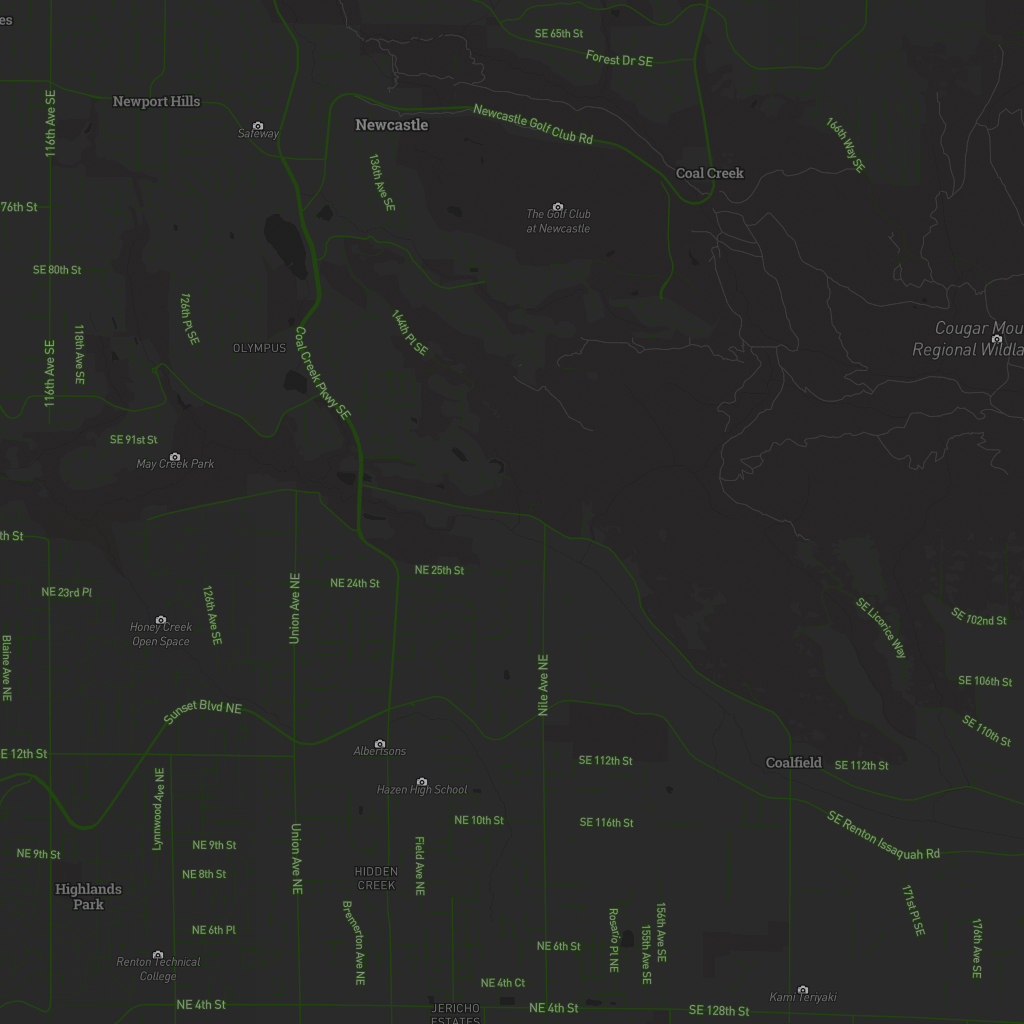 es
SE 65th St
Forest Dr SE
Newport Hills
116th Ave SE
Safeway
Newcastle
Newcastle Golf Club Rd
166th Way SE
136th Ave SE
Coal Creek
76th St
The Golf Club
at Newcastle
SE 80th St
126th Pl SE
118th Ave SE
144th Pl SE
Cougar Mou
Regional Wildla
OLYMPUS
116th Ave SE
Coal Creek Pkwy SE
SE 91st St
May Creek Park
th St
NE 25th St
NE 24th St
NE 23rd Pl
126th Ave SE
Union Ave NE
Honey Creek
Open Space
SE Licorice Way
SE 102nd St
Blaine Ave NE
Nile Ave NE
SE 106th St
Sunset Blvd NE
SE 110th St
E 12th St
Albertsons
SE 112th St
Coalfield
SE 112th St
Hazen High School
Lynnwood Ave NE
NE 10th St
SE 116th St
SE Renton Issaquah Rd
NE 9th St
NE 9th St
Union Ave NE
Field Ave NE
NE 8th St
HIDDEN
CREEK
Highlands
Park
171st Pl SE
NE 6th Pl
Bremerton Ave NE
NE 6th St
Rosario Pl NE
156th Ave SE
155th Ave SE
176th Ave SE
Renton Technical
College
NE 4th Ct
Kami Teriyaki
NE 4th St
JERICHO
ESTATES
NE 4th St
SE 128th St